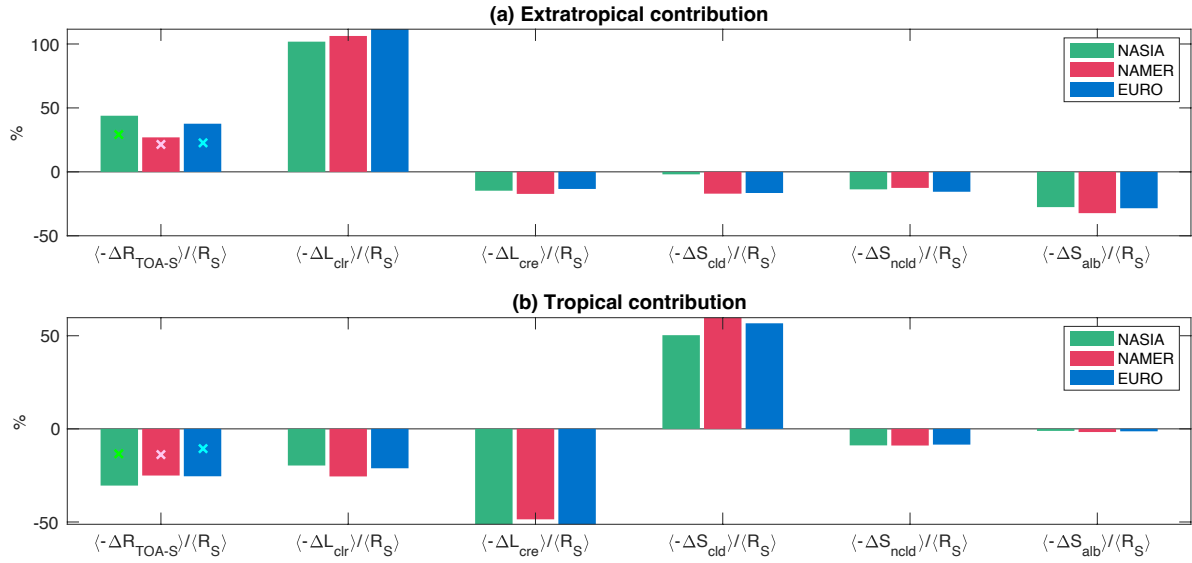 (a) Extratropical contribution
100
50
0
-50
%
NASIA
NAMER
EURO
⟨-ΔR_TOA-S⟩/⟨R_S⟩ ⟨-ΔL_clr⟩/⟨R_S⟩ ⟨-ΔL_cre⟩/⟨R_S⟩ ⟨-ΔS_cld⟩/⟨R_S⟩ ⟨-ΔS_ncld⟩/⟨R_S⟩ ⟨-ΔS_alb⟩/⟨R_S⟩
(b) Tropical contribution
50
0
-50
%
NASIA
NAMER
EURO
⟨-ΔR_TOA-S⟩/⟨R_S⟩ ⟨-ΔL_clr⟩/⟨R_S⟩ ⟨-ΔL_cre⟩/⟨R_S⟩ ⟨-ΔS_cld⟩/⟨R_S⟩ ⟨-ΔS_ncld⟩/⟨R_S⟩ ⟨-ΔS_alb⟩/⟨R_S⟩